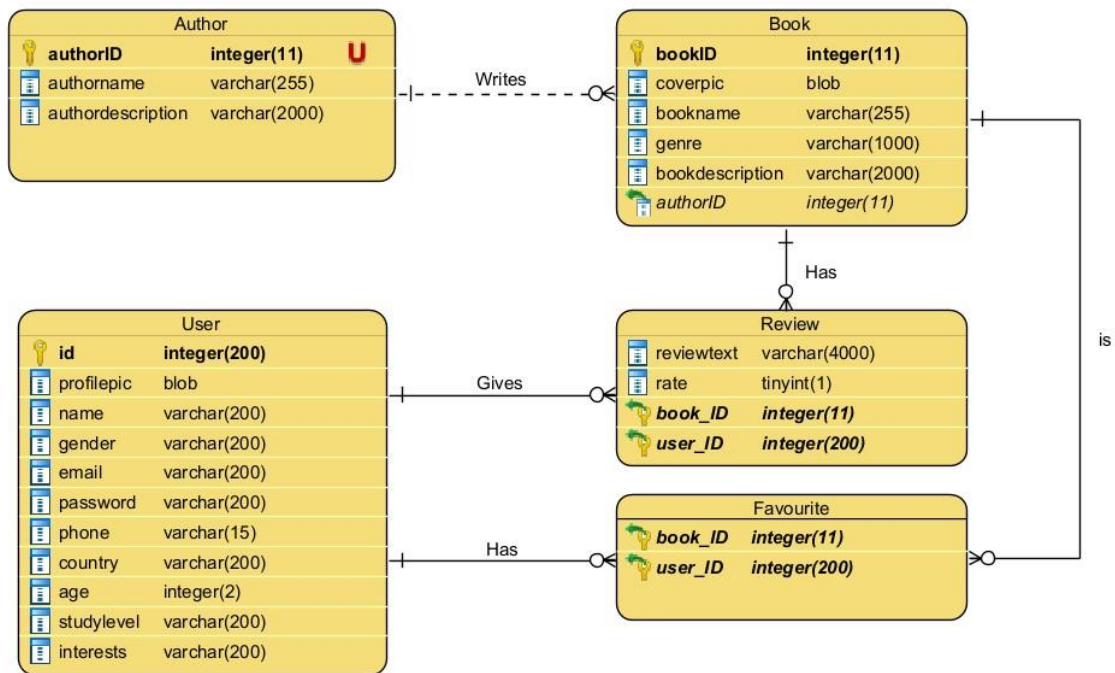 Author
authorID integer(11) U
authorname varchar(255)
authordescription varchar(2000)
Writes
Book
bookID integer(11)
coverpic blob
bookname varchar(255)
genre varchar(1000)
bookdescription varchar(2000)
authorID integer(11)
Has
is
User
id integer(200)
profilepic blob
name varchar(200)
gender varchar(200)
email varchar(200)
password varchar(200)
phone varchar(15)
country varchar(200)
age integer(2)
studylevel varchar(200)
interests varchar(200)
Gives
Has
Review
reviewtext varchar(4000)
rate tinyint(1)
book_ID integer(11)
user_ID integer(200)
Favourite
book_ID integer(11)
user_ID integer(200)